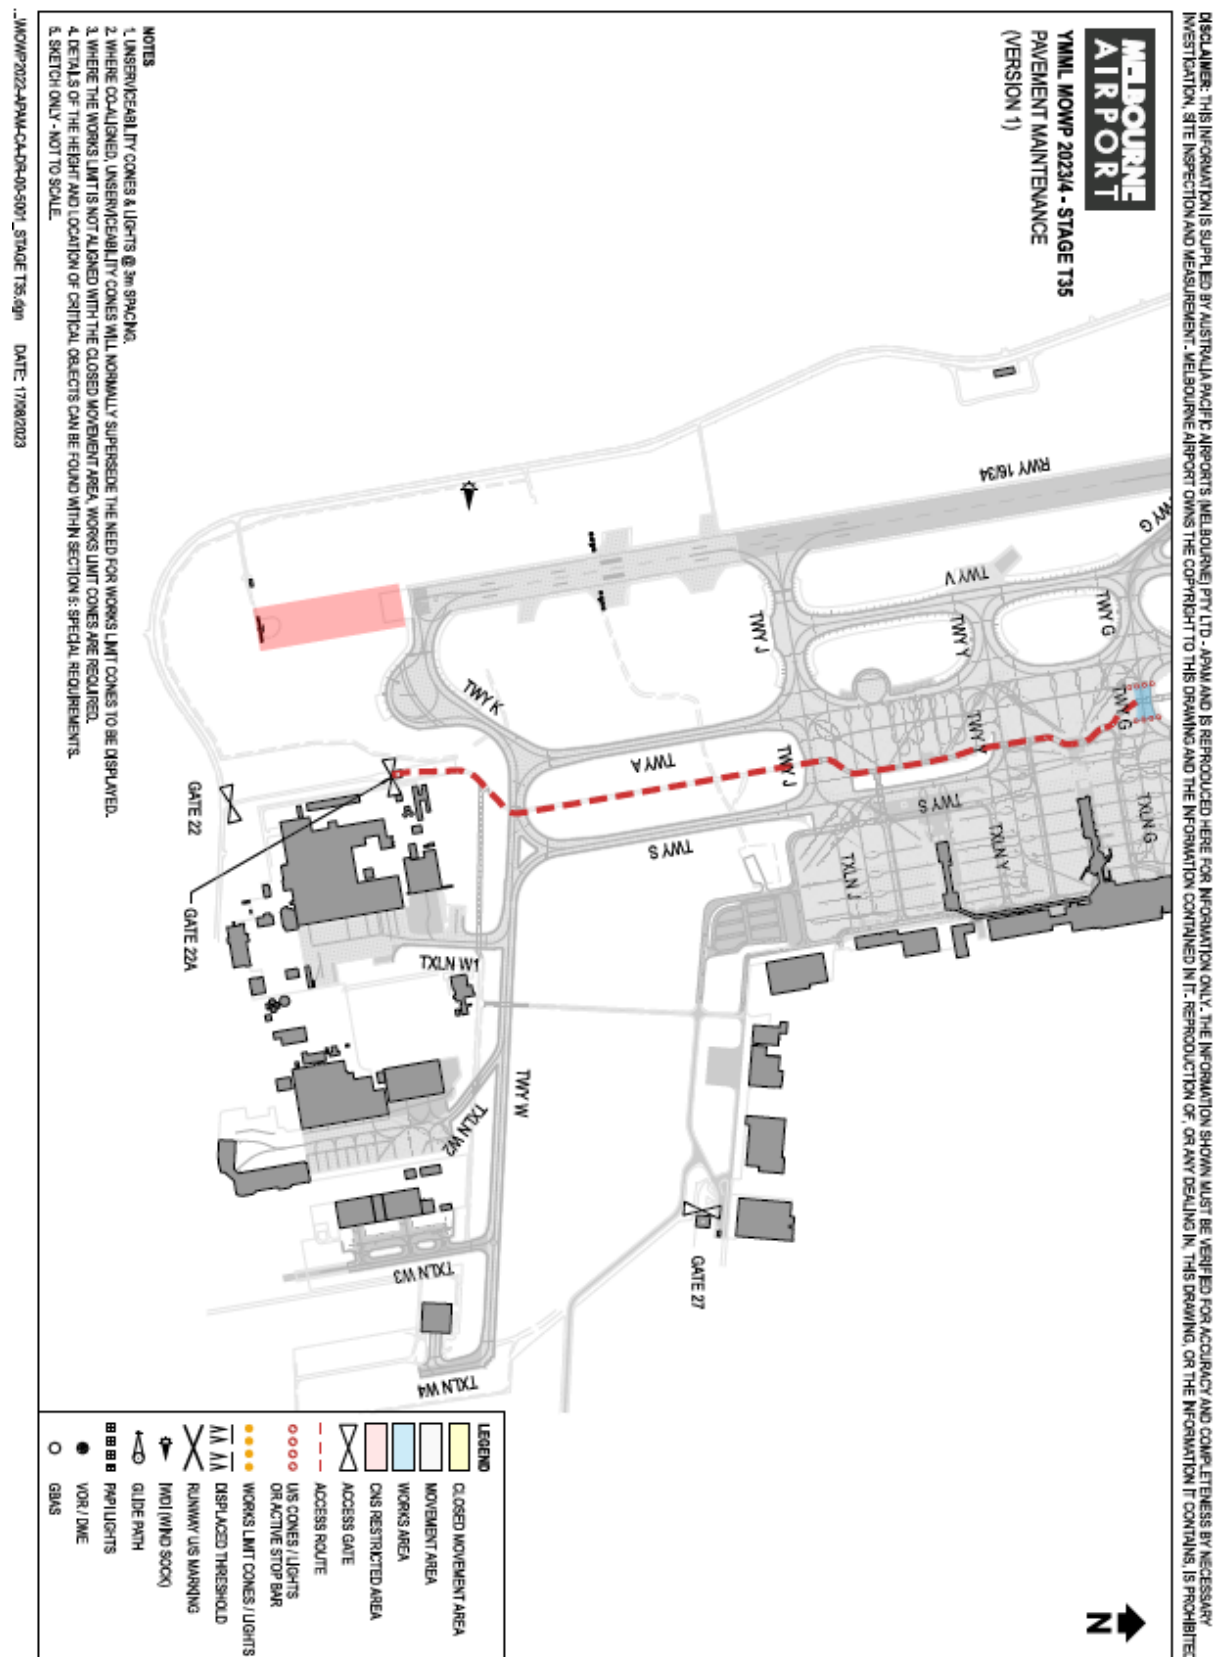 DISCLAIMER: THIS INFORMATION IS SUPPLIED BY AUSTRALIA PACIFIC AIRPORTS (MELBOURNE) PTY LTD - APAM AND IS REPRODUCED HERE FOR INFORMATION ONLY. THE INFORMATION SHOWN MUST BE VERIFIED FOR ACCURACY AND COMPLETENESS BY NECESSARY
INVESTIGATION, SITE INSPECTION AND MEASUREMENT. MELBOURNE AIRPORT OWNS THE COPYRIGHT TO THIS DRAWING AND THE INFORMATION CONTAINED IN IT. REPRODUCTION OF, OR ANY DEALING IN, THIS DRAWING, OR THE INFORMATION IT CONTAINS, IS PROHIBITED
MELBOURNE
AIRPORT
YMML MOWP 2023/4 - STAGE T35
PAVEMENT MAINTENANCE
(VERSION 1)
RWY 16/34
TWY G
TWY V
TWY G
TWY Y
TWY J
TWY G
TWY Y
TWY K
TWY A
TWY J
TWY S
TWY S
TXLN G
TXLN Y
TXLN J
GATE 22
GATE 22A
TXLN W1
TWY W
TXLN W2
GATE 27
TXLN W3
TXLN W4
N
NOTES
1. UNSERVICEABILITY CONES & LIGHTS @ 3m SPACING.
2. WHERE CO-ALIGNED, UNSERVICEABILITY CONES WILL NORMALLY SUPERSEDE THE NEED FOR WORKS LIMIT CONES TO BE DISPLAYED.
3. WHERE THE WORKS LIMIT IS NOT ALIGNED WITH THE CLOSED MOVEMENT AREA, WORKS LIMIT CONES ARE REQUIRED.
4. DETAILS OF THE HEIGHT AND LOCATION OF CRITICAL OBJECTS CAN BE FOUND WITHIN SECTION 5: SPECIAL REQUIREMENTS.
5. SKETCH ONLY - NOT TO SCALE.
LEGEND
CLOSED MOVEMENT AREA
MOVEMENT AREA
WORKS AREA
CNS RESTRICTED AREA
ACCESS GATE
ACCESS ROUTE
U/S CONES / LIGHTS
OR ACTIVE STOP BAR
WORKS LIMIT CONES / LIGHTS
DISPLACED THRESHOLD
RUNWAY U/S MARKING
IWDI (WIND SOCK)
GLIDE PATH
PAPI LIGHTS
VOR / DME
GBAS
...\MOWP2022-APAM-CA-DR-00-5001_STAGE T35.dgn DATE: 17/08/2023